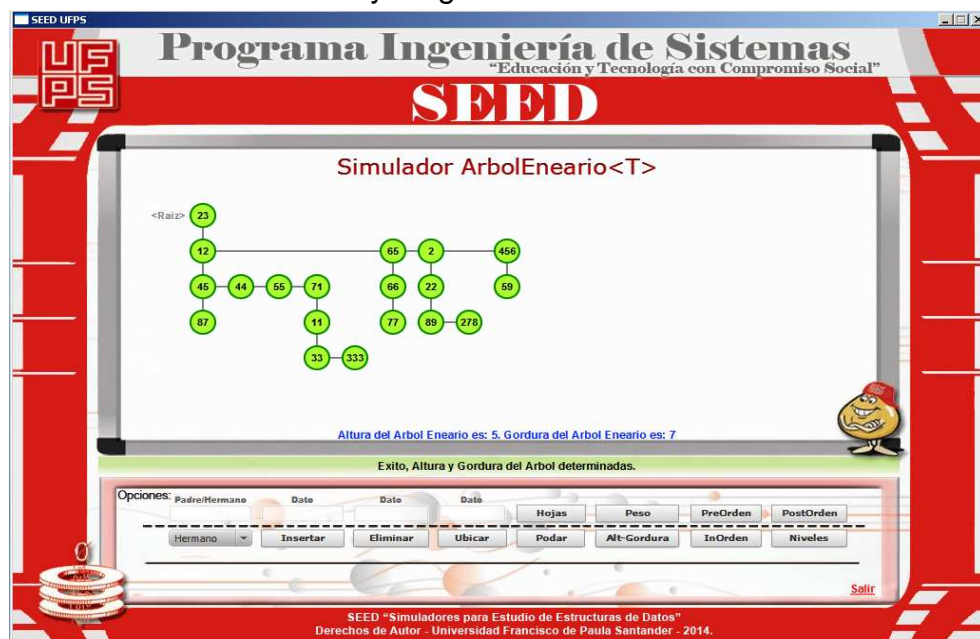 SEED UFPS
UFPS
Programa Ingeniería de Sistemas
“Educación y Tecnología con Compromiso Social”
SEED
Simulador ArbolEneario<T>
<Raiz> 23
12 65 2 456
45 44 55 71 66 22 59
87 11 77 89 278
33 333
Altura del Arbol Eneario es: 5. Gordura del Arbol Eneario es: 7
Exito, Altura y Gordura del Arbol determinadas.
Opciones: Padre/Hermano Dato Dato Dato
Hojas Peso PreOrden PostOrden
Hermano Insertar Eliminar Ubicar Podar Alt-Gordura InOrden Niveles
Salir
SEED “Simuladores para Estudio de Estructuras de Datos”
Derechos de Autor - Universidad Francisco de Paula Santander - 2014.